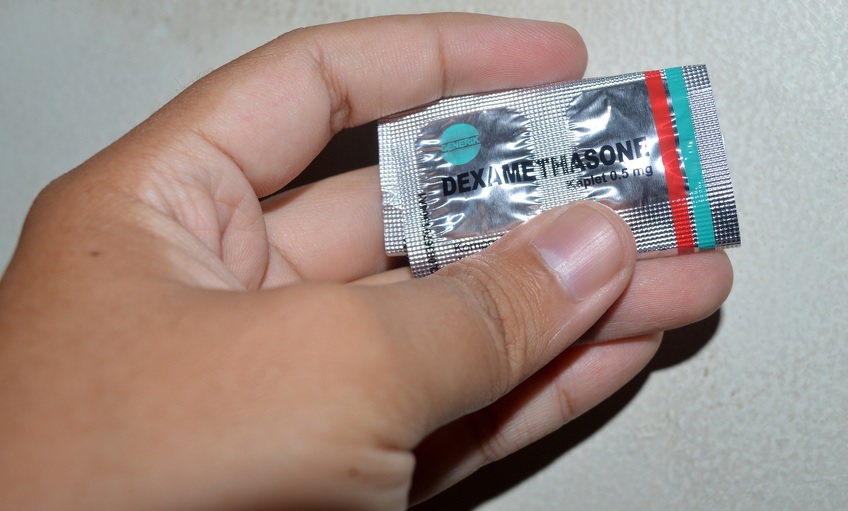 GENERIK
DEXAMETHASONE
Kaplet 0.5 mg